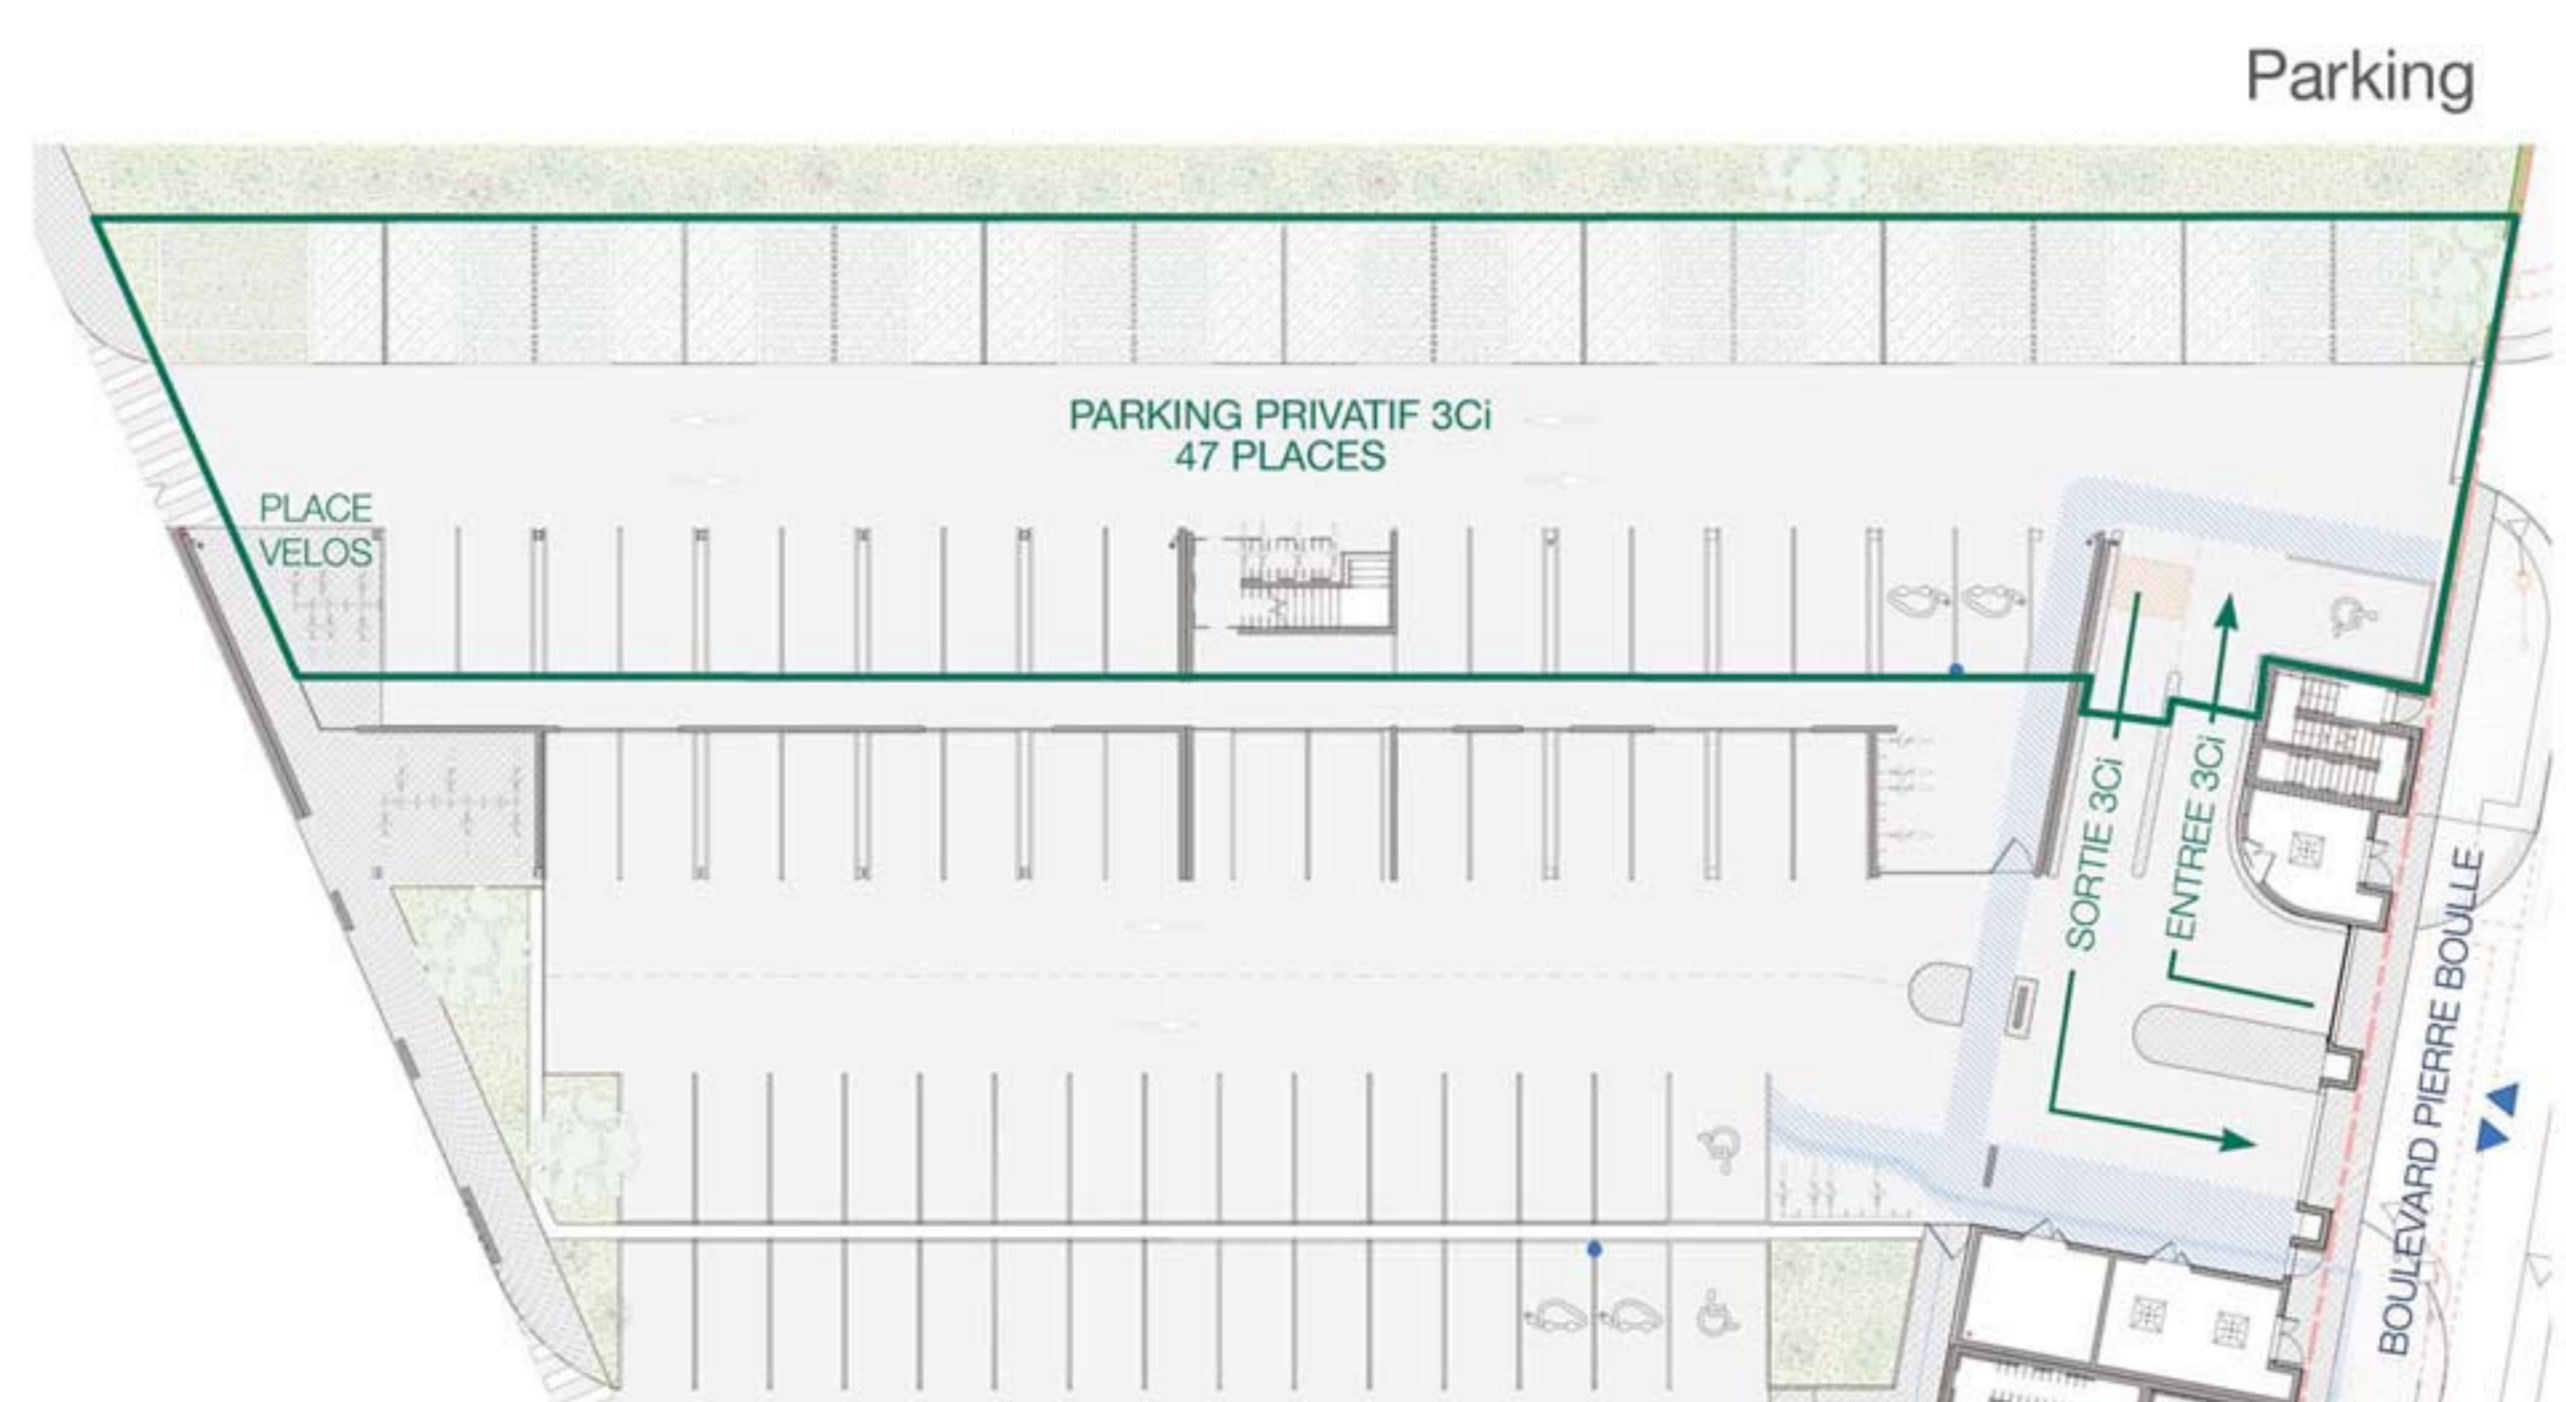 Parking
PARKING PRIVATIF 3Ci
47 PLACES
PLACE
VELOS
SORTIE 3Ci
ENTREE 3Ci
BOULEVARD PIERRE BOULLE